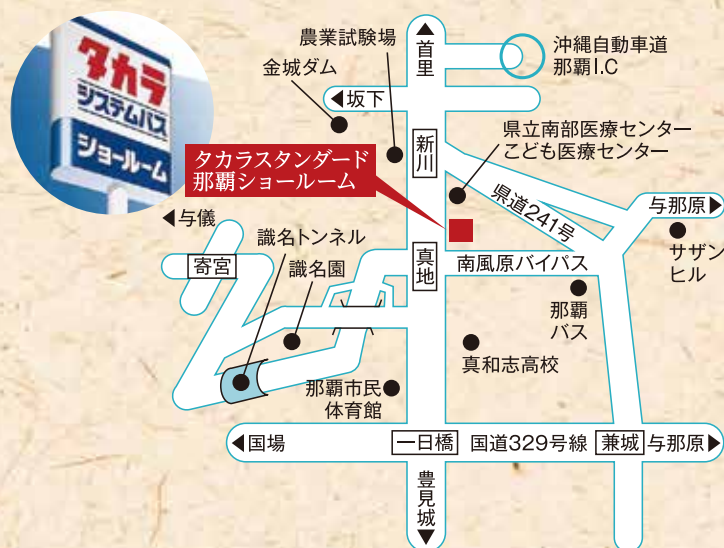 タカラ
システムバス
ショールーム
▲
首里
沖縄自動車道
那覇I.C
農業試験場
金城ダム
◀坂下
新川
県立南部医療センター
こども医療センター
タカラスタンダード
那覇ショールーム
県道241号
与那原▶
サザン
ヒル
◀与儀
寄宮
識名トンネル
識名園
真地
南風原バイパス
那覇
バス
真和志高校
那覇市民
体育館
◀国場
一日橋
国道329号線
兼城
与那原▶
豊見城
▼